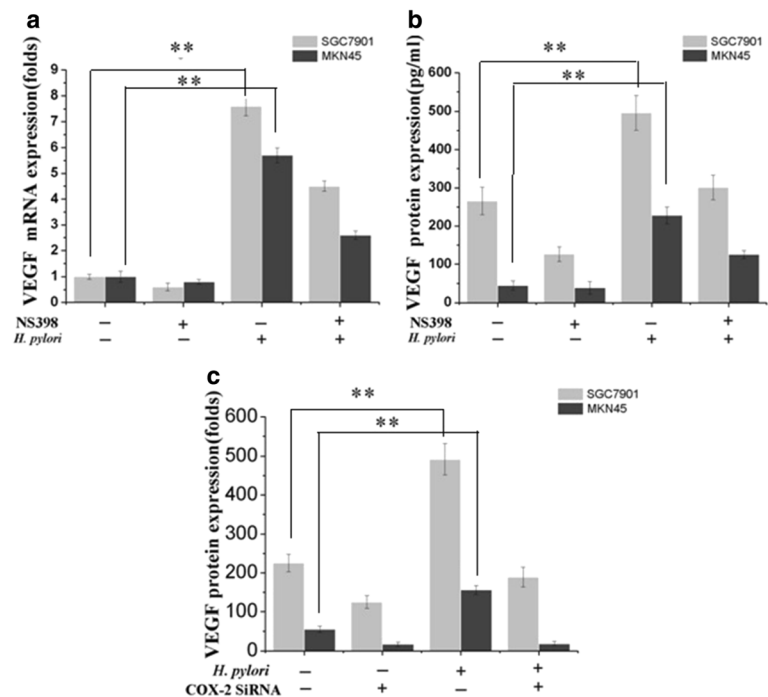 a
**
SGC7901
MKN45
**
VEGF mRNA expression(folds)
9
8
7
6
5
4
3
2
1
0
NS398 − + − +
H. pylori − − + +
b
**
SGC7901
MKN45
**
VEGF protein expression(pg/ml)
600
500
400
300
200
100
0
NS398 − + − +
H. pylori − − + +
c
**
SGC7901
MKN45
**
VEGF protein expression(folds)
600
500
400
300
200
100
0
H. pylori − − + +
COX-2 SiRNA − + − +